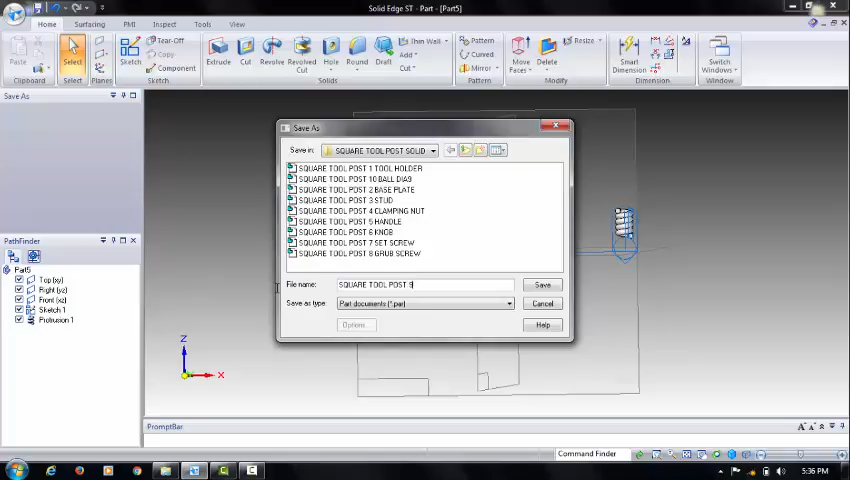 Solid Edge ST - Part - [Part5]
Home Surfacing PMI Inspect Tools View
Paste
Clipboard
Select
Select
Planes
Sketch
Tear-Off
Copy
Component
Sketch
Extrude
Cut
Revolve
Revolved Cut
Hole
Round
Draft
Thin Wall
Add
Cut
Solids
Pattern
Curved
Mirror
Pattern
Move Faces
Delete
Resize
Modify
Smart Dimension
Dimension
Switch Windows
Window
Save As
PathFinder
Part5
Top (xy)
Right (yz)
Front (xz)
Sketch 1
Protrusion 1
Save As
Save in: SQUARE TOOL POST SOLID
SQUARE TOOL POST 1 TOOL HOLDER
SQUARE TOOL POST 10 BALL DIA9
SQUARE TOOL POST 2 BASE PLATE
SQUARE TOOL POST 3 STUD
SQUARE TOOL POST 4 CLAMPING NUT
SQUARE TOOL POST 5 HANDLE
SQUARE TOOL POST 6 KNOB
SQUARE TOOL POST 7 SET SCREW
SQUARE TOOL POST 8 GRUB SCREW
File name: SQUARE TOOL POST 9 Save
Save as type: Part documents (*.par) Cancel
Options... Help
Z
X
PromptBar
Command Finder
5:36 PM